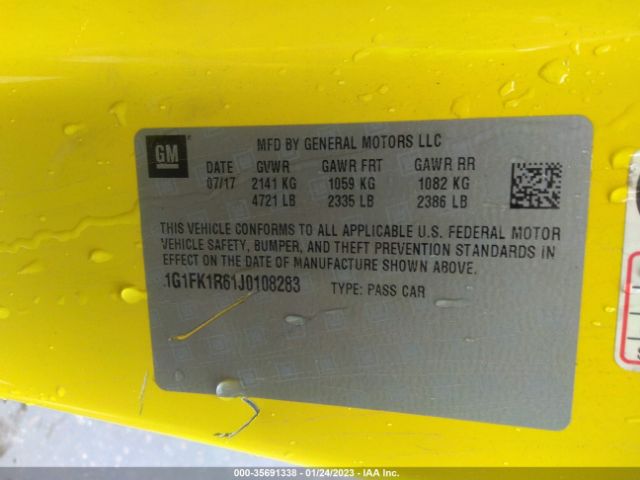 GM
MFD BY GENERAL MOTORS LLC
DATE GVWR GAWR FRT GAWR RR
07/17 2141 KG 1059 KG 1082 KG
4721 LB 2335 LB 2386 LB
THIS VEHICLE CONFORMS TO ALL APPLICABLE U.S. FEDERAL MOTOR
VEHICLE SAFETY, BUMPER, AND THEFT PREVENTION STANDARDS IN
EFFECT ON THE DATE OF MANUFACTURE SHOWN ABOVE.
1G1FK1R61J0108283 TYPE: PASS CAR
000-35691338 - 01/24/2023 - IAA Inc.